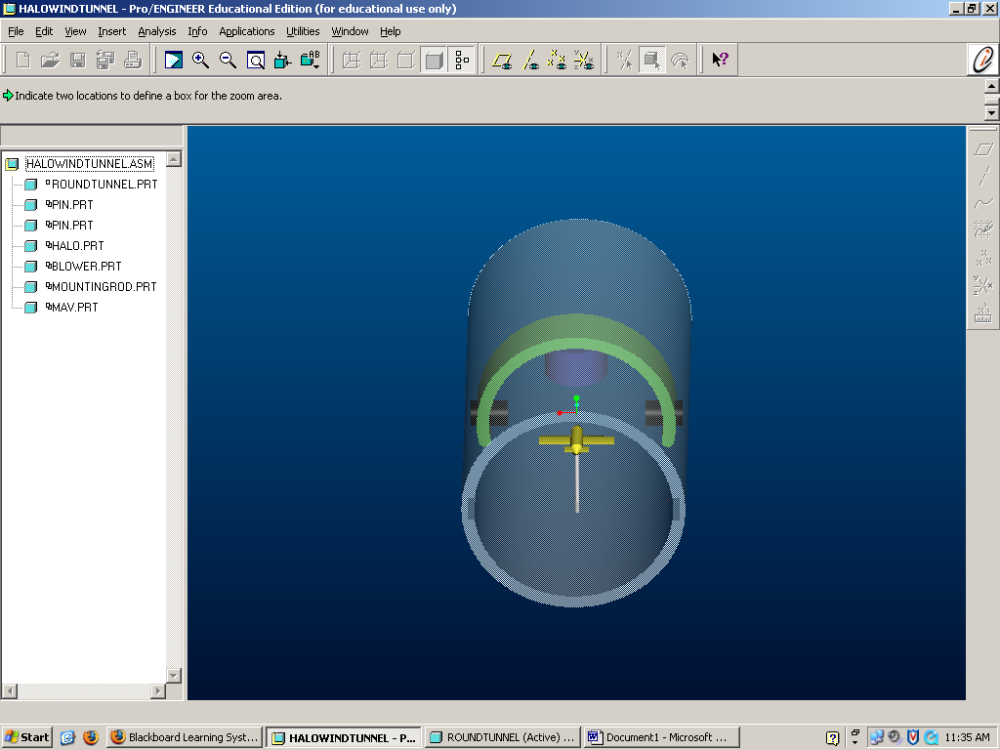 HALOWINDTUNNEL - Pro/ENGINEER Educational Edition (for educational use only)
File Edit View Insert Analysis Info Applications Utilities Window Help
Indicate two locations to define a box for the zoom area.
HALOWINDTUNNEL.ASM
ROUNDTUNNEL.PRT
PIN.PRT
PIN.PRT
HALO.PRT
BLOWER.PRT
MOUNTINGROD.PRT
MAV.PRT
Start Blackboard Learning Syst... HALOWINDTUNNEL - P... ROUNDTUNNEL (Active) ... Document1 - Microsoft ... 11:35 AM